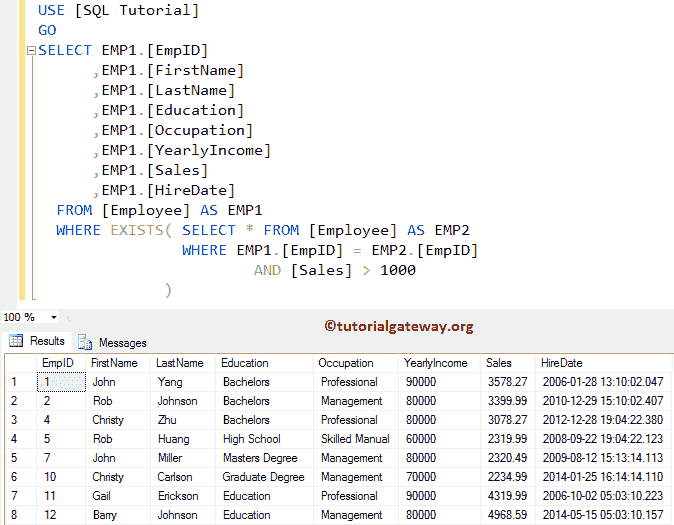 USE [SQL Tutorial]
GO
SELECT EMP1.[EmpID]
,EMP1.[FirstName]
,EMP1.[LastName]
,EMP1.[Education]
,EMP1.[Occupation]
,EMP1.[YearlyIncome]
,EMP1.[Sales]
,EMP1.[HireDate]
FROM [Employee] AS EMP1
WHERE EXISTS( SELECT * FROM [Employee] AS EMP2
WHERE EMP1.[EmpID] = EMP2.[EmpID]
AND [Sales] > 1000
)
100 %
©tutorialgateway.org
Results Messages
EmpID FirstName LastName Education Occupation YearlyIncome Sales HireDate
1 1 John Yang Bachelors Professional 90000 3578.27 2006-01-28 13:10:02.047
2 2 Rob Johnson Bachelors Management 80000 3399.99 2010-12-29 15:10:02.407
3 4 Christy Zhu Bachelors Professional 80000 3078.27 2012-12-28 19:04:22.380
4 5 Rob Huang High School Skilled Manual 60000 2319.99 2008-09-22 19:04:22.123
5 7 John Miller Masters Degree Management 80000 2320.49 2009-08-12 15:13:14.113
6 10 Christy Carlson Graduate Degree Management 70000 2234.99 2014-01-25 16:14:14.110
7 11 Gail Erickson Education Professional 90000 4319.99 2006-10-02 05:03:10.223
8 12 Barry Johnson Education Management 80000 4968.59 2014-05-15 05:03:10.157